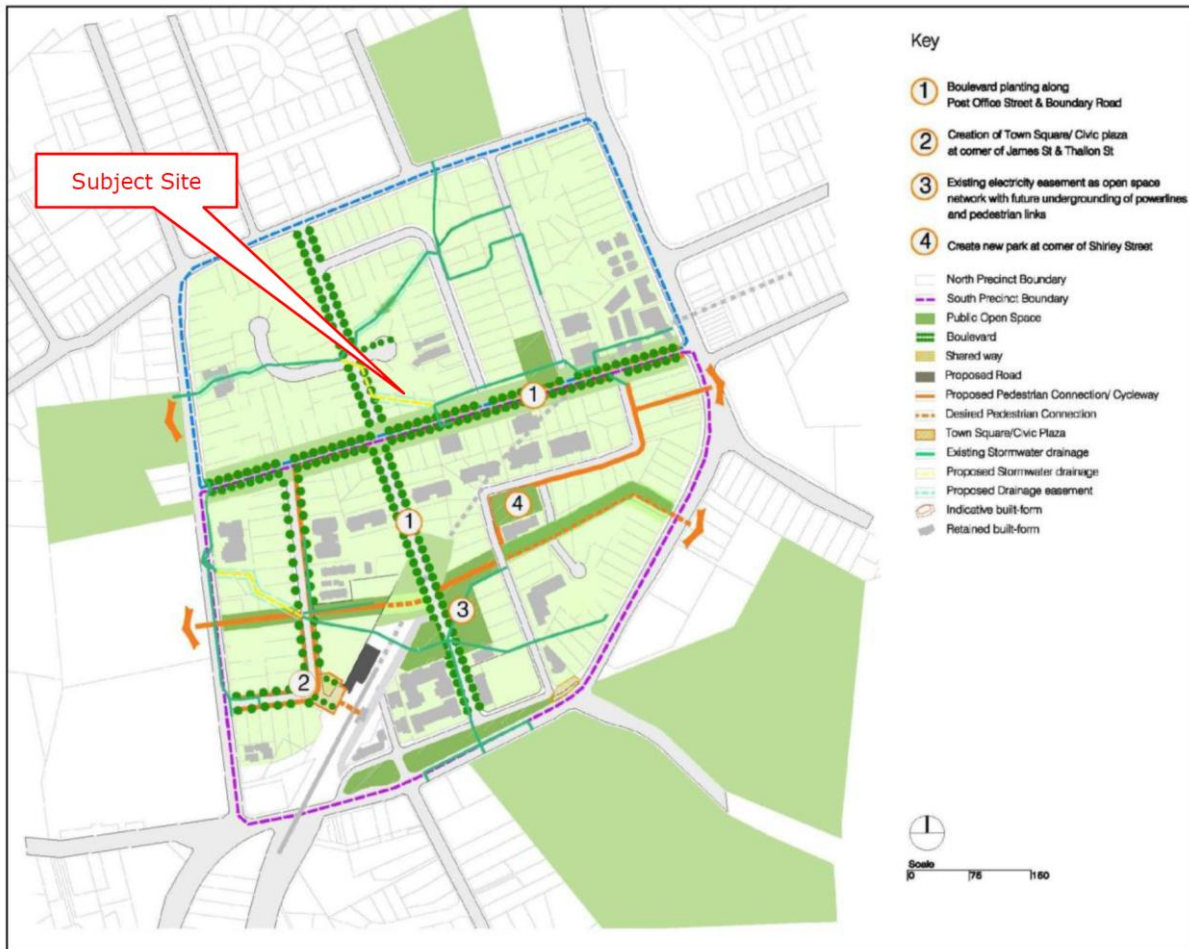 Subject Site
1
1
2
3
4
Key
1 Boulevard planting along
Post Office Street & Boundary Road
2 Creation of Town Square/ Civic plaza
at corner of James St & Thallon St
3 Existing electricity easement as open space
network with future undergrounding of powerlines
and pedestrian links
4 Create new park at corner of Shirley Street
North Precinct Boundary
South Precinct Boundary
Public Open Space
Boulevard
Shared way
Proposed Road
Proposed Pedestrian Connection/ Cycleway
Desired Pedestrian Connection
Town Square/Civic Plaza
Existing Stormwater drainage
Proposed Stormwater drainage
Proposed Drainage easement
Indicative built-form
Retained built-form
Scale
0 75 150